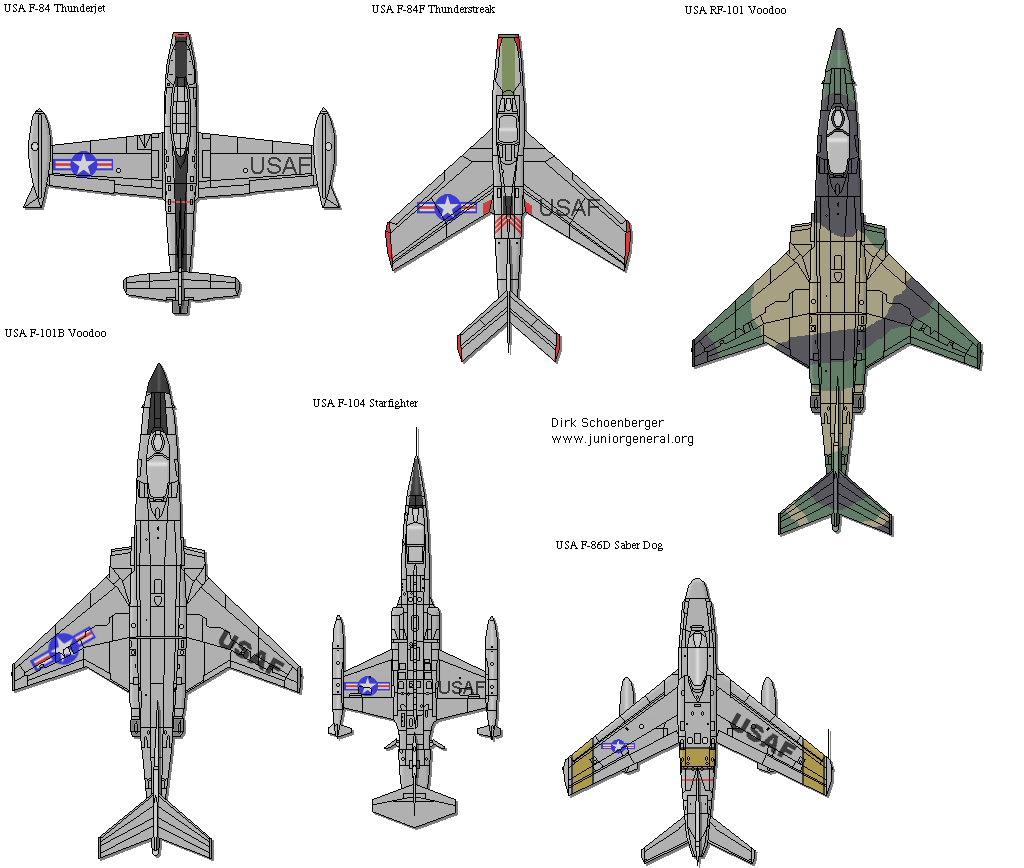 USA F-84 Thunderjet
USA F-84F Thunderstreak
USA RF-101 Voodoo
USAF
USAF
USA F-101B Voodoo
USA F-104 Starfighter
Dirk Schoenberger
www.juniorgeneral.org
USA F-86D Saber Dog
USAF
USAF
USAF